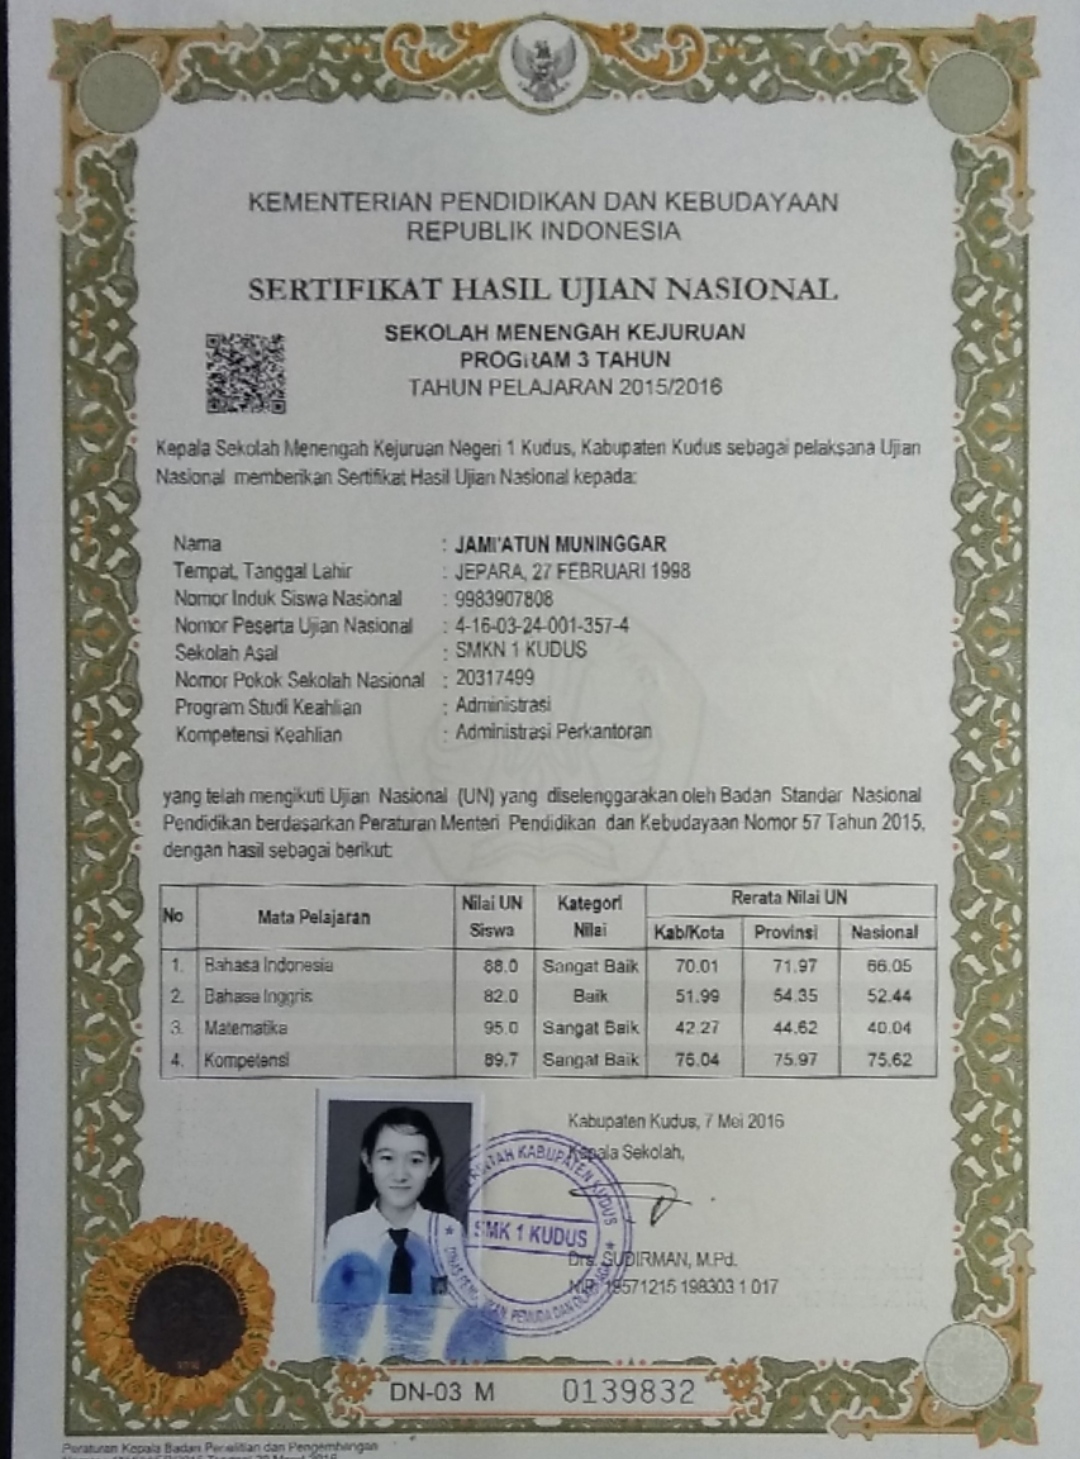 KEMENTERIAN PENDIDIKAN DAN KEBUDAYAAN
REPUBLIK INDONESIA
SERTIFIKAT HASIL UJIAN NASIONAL
SEKOLAH MENENGAH KEJURUAN
PROGRAM 3 TAHUN
TAHUN PELAJARAN 2015/2016
Kepala Sekolah Menengah Kejuruan Negeri 1 Kudus, Kabupaten Kudus sebagai pelaksana Ujian
Nasional memberikan Sertifikat Hasil Ujian Nasional kepada:
Nama : JAMI'ATUN MUNINGGAR
Tempat, Tanggal Lahir : JEPARA, 27 FEBRUARI 1998
Nomor Induk Siswa Nasional : 9983907808
Nomor Peserta Ujian Nasional : 4-16-03-24-001-357-4
Sekolah Asal : SMKN 1 KUDUS
Nomor Pokok Sekolah Nasional : 20317499
Program Studi Keahlian : Administrasi
Kompetensi Keahlian : Administrasi Perkantoran
yang telah mengikuti Ujian Nasional (UN) yang diselenggarakan oleh Badan Standar Nasional
Pendidikan berdasarkan Peraturan Menteri Pendidikan dan Kebudayaan Nomor 57 Tahun 2015,
dengan hasil sebagai berikut:
No Mata Pelajaran Nilai UN Siswa Kategori Nilai Rerata Nilai UN
Kab/Kota Provinsi Nasional
1. Bahasa Indonesia 88.0 Sangat Baik 70.01 71.97 66.05
2. Bahasa Inggris 82.0 Baik 51.99 54.35 52.44
3. Matematika 95.0 Sangat Baik 42.27 44.62 40.04
4. Kompetensi 89.7 Sangat Baik 76.04 75.97 75.62
Kabupaten Kudus, 7 Mei 2016
Kepala Sekolah,
KABUPATEN KUDUS
SMK 1 KUDUS
PEMUDA DAN
Drs. SUDIRMAN, M.Pd.
NIP. 19571215 198303 1 017
DN-03 M 0139832
Peraturan Kepala Badan Penelitian dan Pengembangan